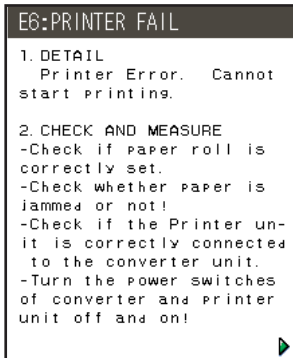 E6:PRINTER FAIL
1. DETAIL
Printer Error. Cannot
start printing.
2. CHECK AND MEASURE
-Check if paper roll is
correctly set.
-Check whether paper is
jammed or not!
-Check if the Printer un-
it is correctly connected
to the converter unit.
-Turn the power switches
of converter and printer
unit off and on!